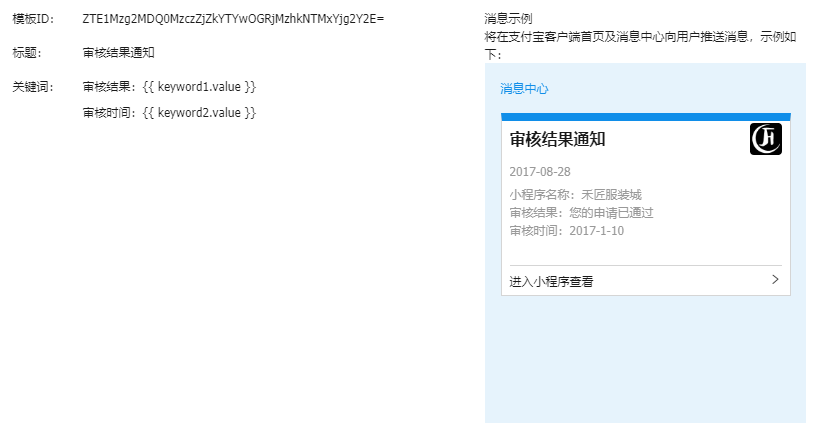 模板ID: ZTE1Mzg2MDQ0MzczZjZkYTYwOGRjMzhkNTMxYjg2Y2E=
标题: 审核结果通知
关键词: 审核结果: {{ keyword1.value }}
审核时间: {{ keyword2.value }}
消息示例
将在支付宝客户端首页及消息中心向用户推送消息，示例如
下:
消息中心
审核结果通知
2017-08-28
小程序名称: 禾匠服装城
审核结果: 您的申请已通过
审核时间: 2017-1-10
进入小程序查看